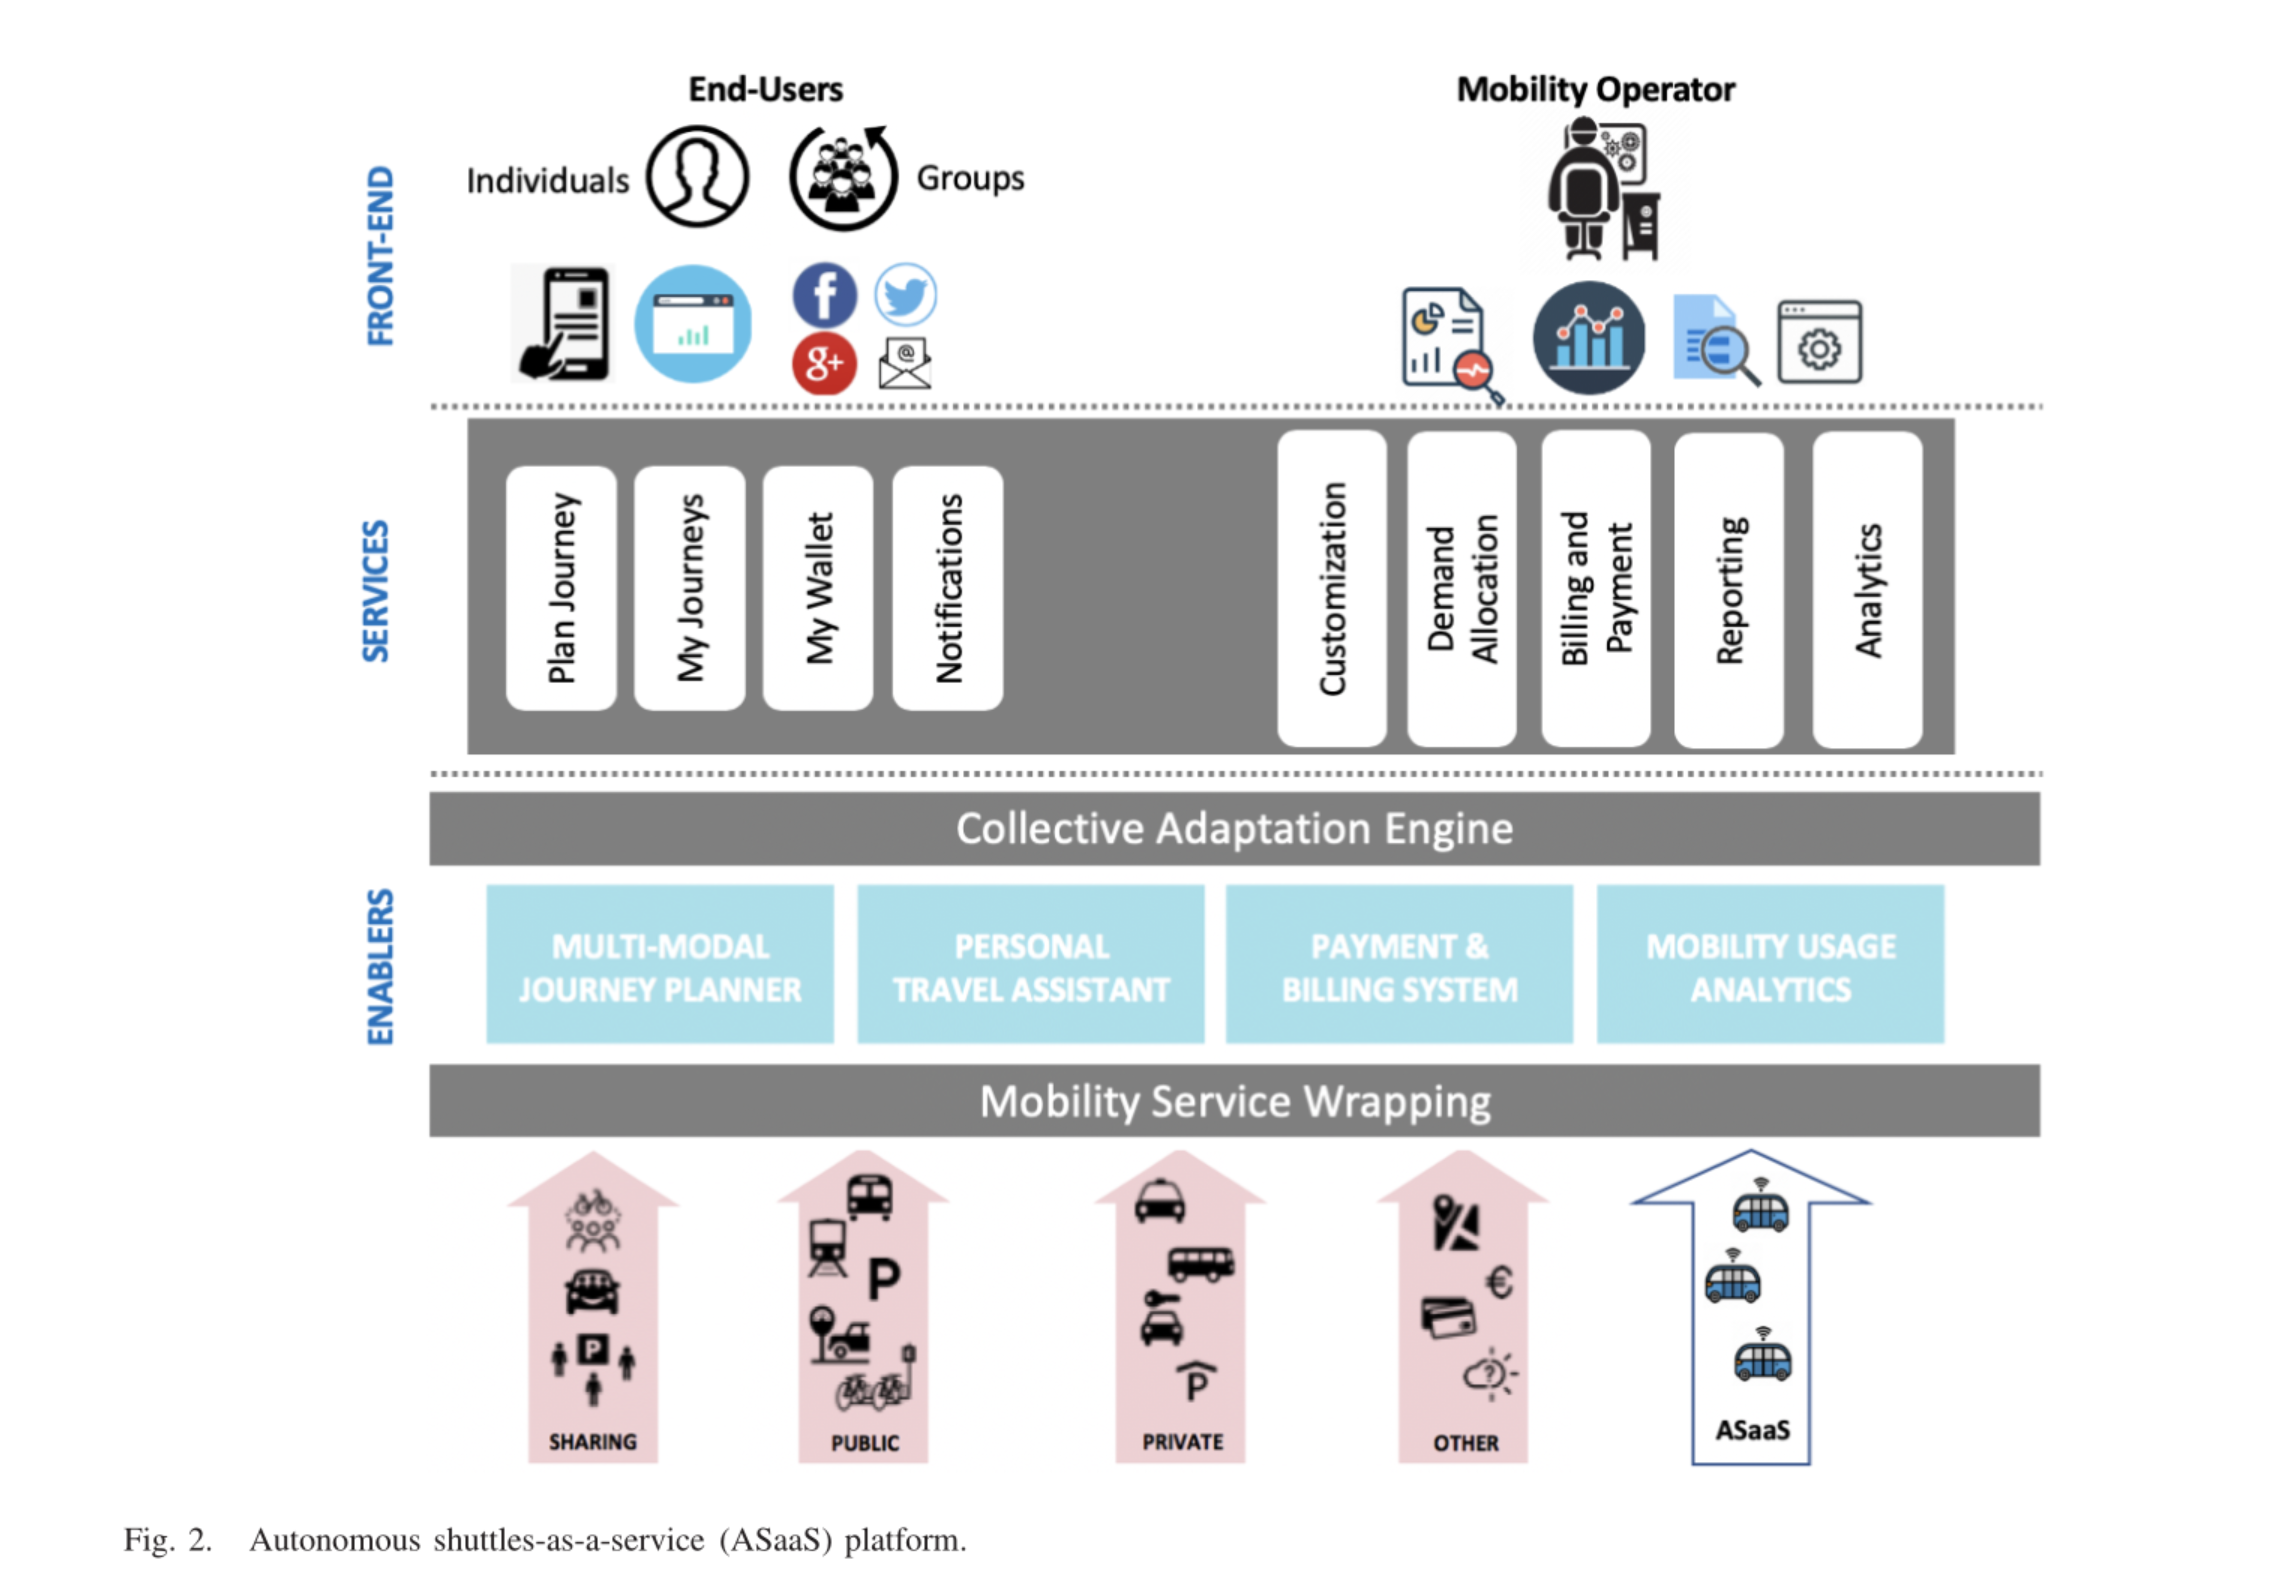 End-Users
Mobility Operator
Individuals
Groups
FRONT-END
f
g+
@
SERVICES
Plan Journey
My Journeys
My Wallet
Notifications
Customization
Demand
Allocation
Billing and
Payment
Reporting
Analytics
Collective Adaptation Engine
ENABLERS
MULTI-MODAL
JOURNEY PLANNER
PERSONAL
TRAVEL ASSISTANT
PAYMENT &
BILLING SYSTEM
MOBILITY USAGE
ANALYTICS
Mobility Service Wrapping
P
SHARING
P
PUBLIC
P
PRIVATE
€
?
OTHER
ASaaS
Fig. 2. Autonomous shuttles-as-a-service (ASaaS) platform.